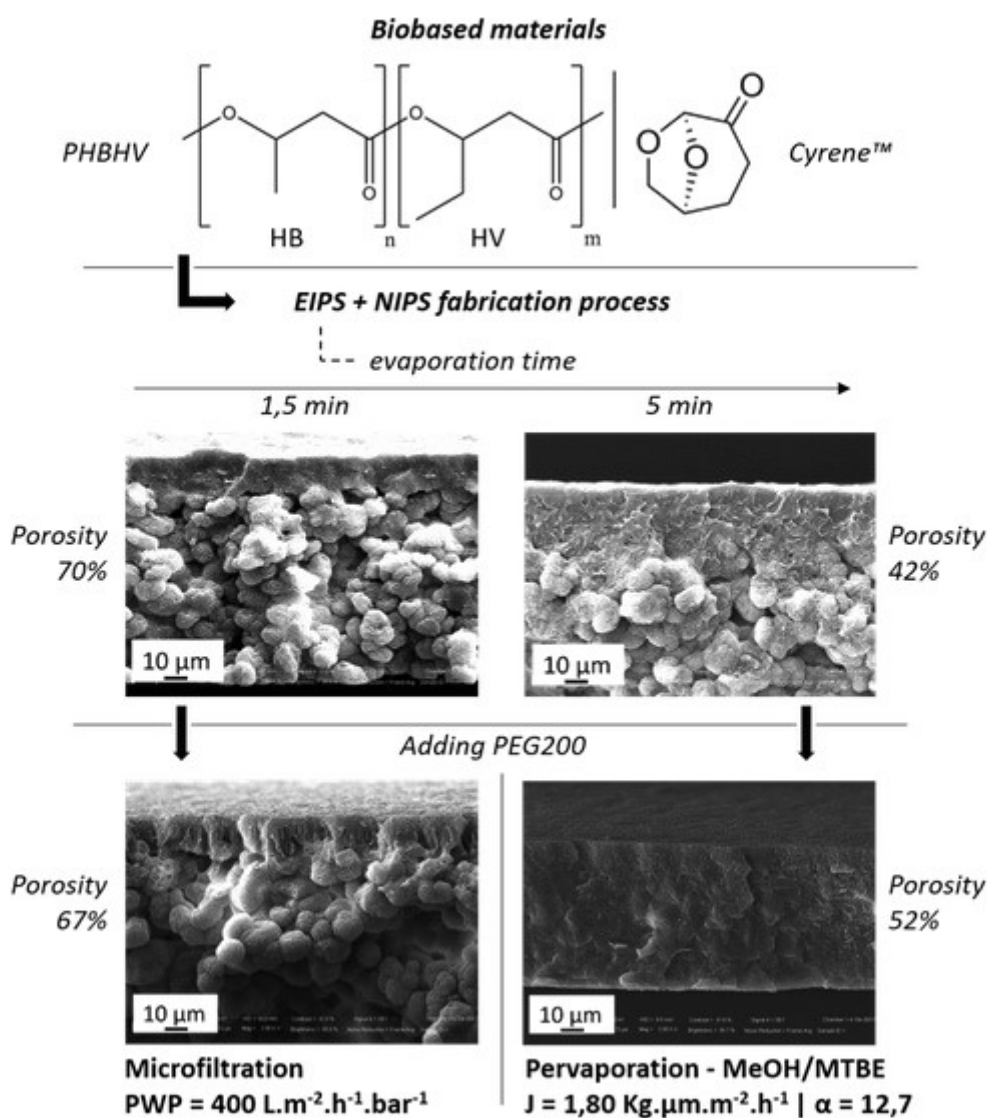 Biobased materials
PHBHV
O
O
HB
n
O
O
HV
m
O
O
O
Cyrene™
EIPS + NIPS fabrication process
evaporation time
1,5 min
5 min
Porosity
70%
10 µm
10 µm
Porosity
42%
Adding PEG200
Porosity
67%
10 µm
10 µm
Porosity
52%
Microfiltration
PWP = 400 L.m⁻².h⁻¹.bar⁻¹
Pervaporation - MeOH/MTBE
J = 1,80 Kg.µm.m⁻².h⁻¹ | α = 12,7